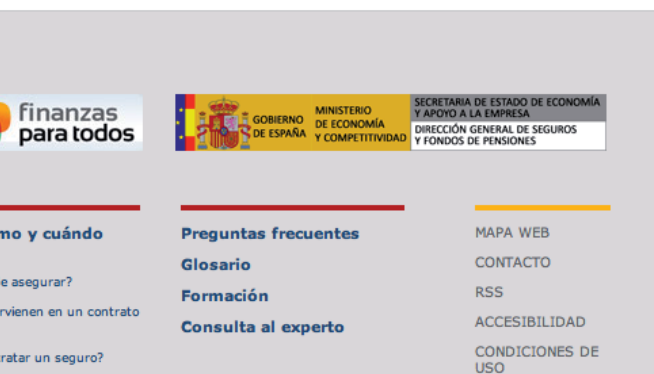 finanzas
para todos
GOBIERNO
DE ESPAÑA
MINISTERIO
DE ECONOMÍA
Y COMPETITIVIDAD
SECRETARIA DE ESTADO DE ECONOMÍA
Y APOYO A LA EMPRESA
DIRECCIÓN GENERAL DE SEGUROS
Y FONDOS DE PENSIONES
mo y cuándo
e asegurar?
rvienen en un contrato
ratar un seguro?
Preguntas frecuentes
Glosario
Formación
Consulta al experto
MAPA WEB
CONTACTO
RSS
ACCESIBILIDAD
CONDICIONES DE
USO